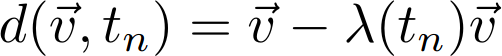 $d(\vec{v}, t_n) = \vec{v} - \lambda(t_n)\vec{v}$